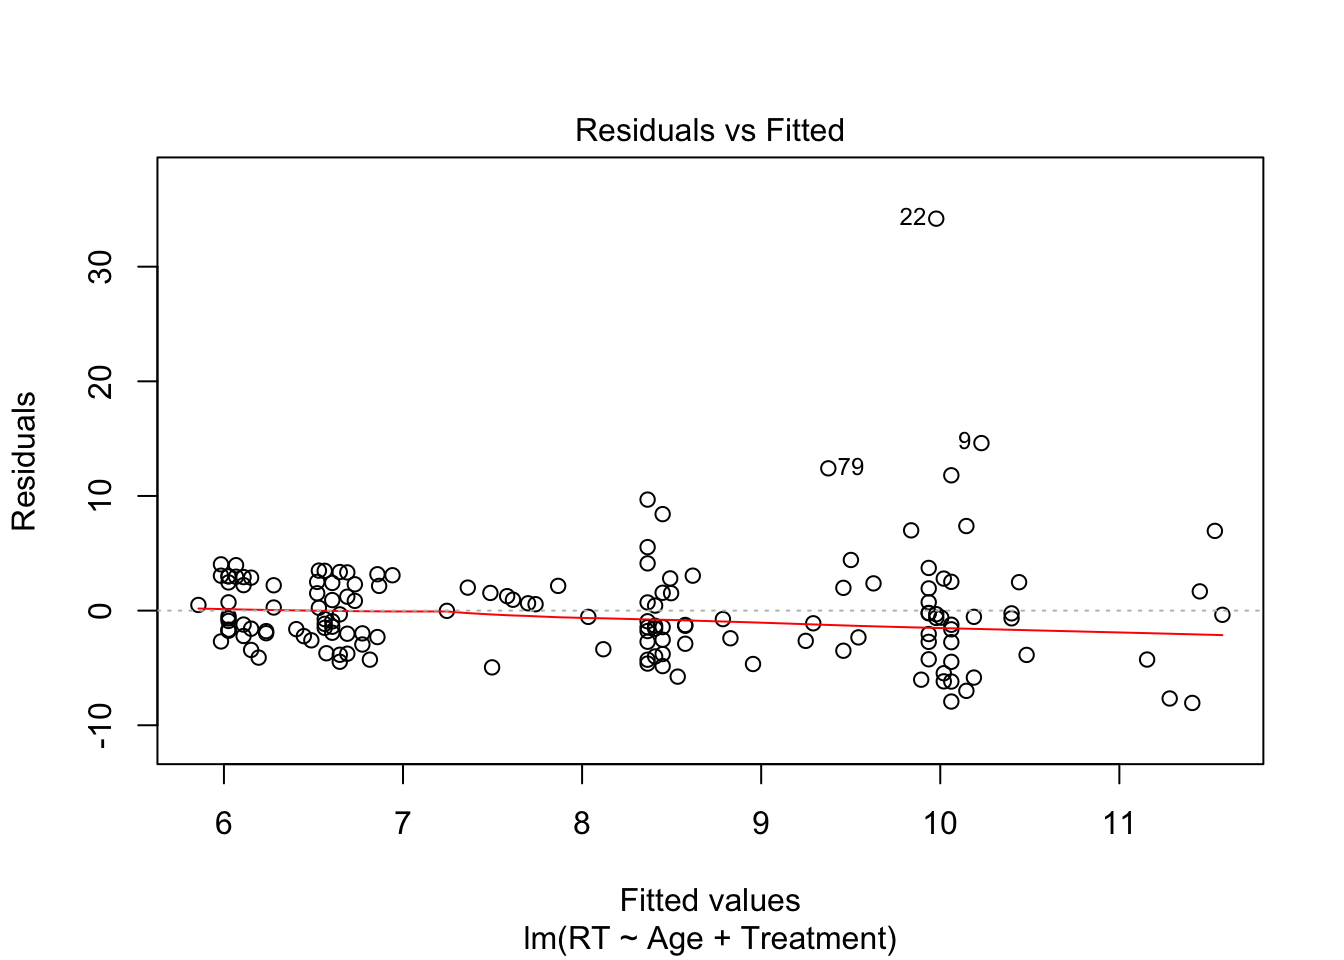 Residuals vs Fitted
22
9
79
Residuals
30
20
10
0
-10
6 7 8 9 10 11
Fitted values
lm(RT ~ Age + Treatment)